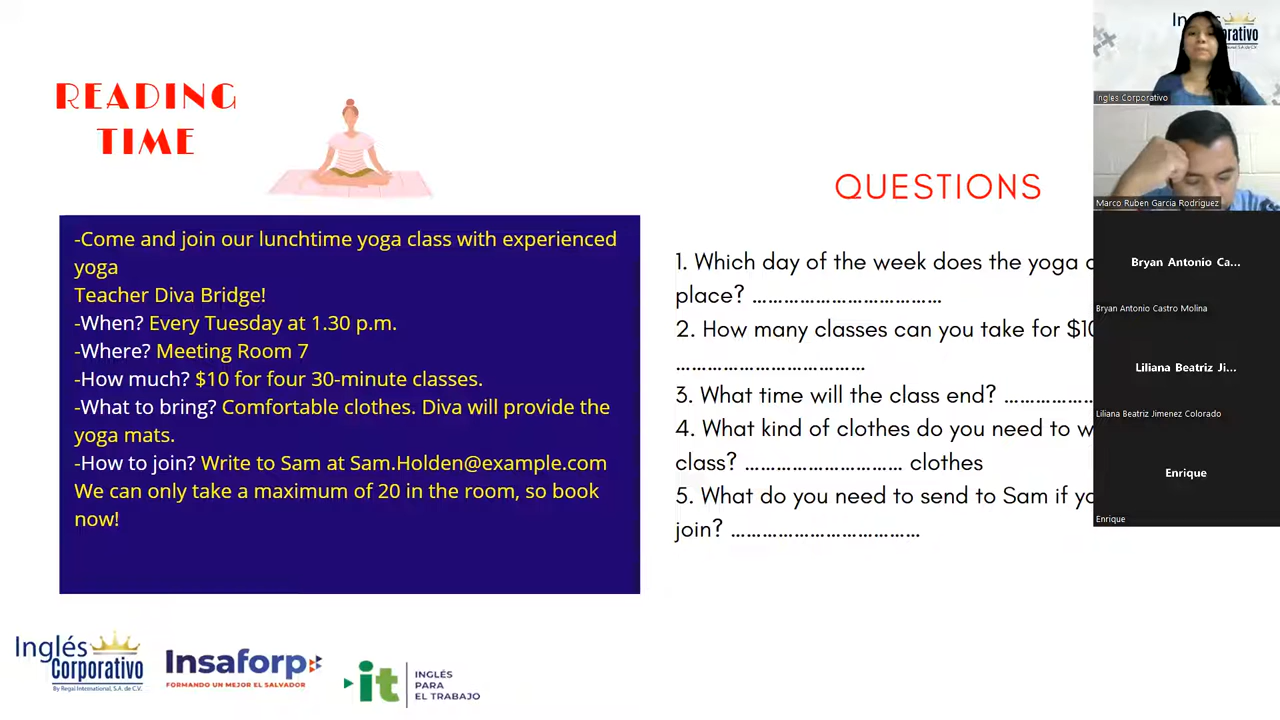 READING
TIME
-Come and join our lunchtime yoga class with experienced
yoga
Teacher Diva Bridge!
-When? Every Tuesday at 1.30 p.m.
-Where? Meeting Room 7
-How much? $10 for four 30-minute classes.
-What to bring? Comfortable clothes. Diva will provide the
yoga mats.
-How to join? Write to Sam at Sam.Holden@example.com
We can only take a maximum of 20 in the room, so book
now!
QUESTIONS
1. Which day of the week does the yoga
place? ...................................
2. How many classes can you take for
...................................
3. What time will the class end? .................
4. What kind of clothes do you need to
class? ............................. clothes
5. What do you need to send to Sam if
join? ...................................
Inglés
Corporativo
By Regal International, S.A. de C.V.
Insaforp
FORMANDO UN MEJOR EL SALVADOR
it
INGLÉS
PARA
EL TRABAJO
Ingles Corporativo
Marco Ruben Garcia Rodriguez
Bryan Antonio Ca...
Bryan Antonio Castro Molina
Liliana Beatriz Ji...
Liliana Beatriz Jimenez Colorado
Enrique
Enrique